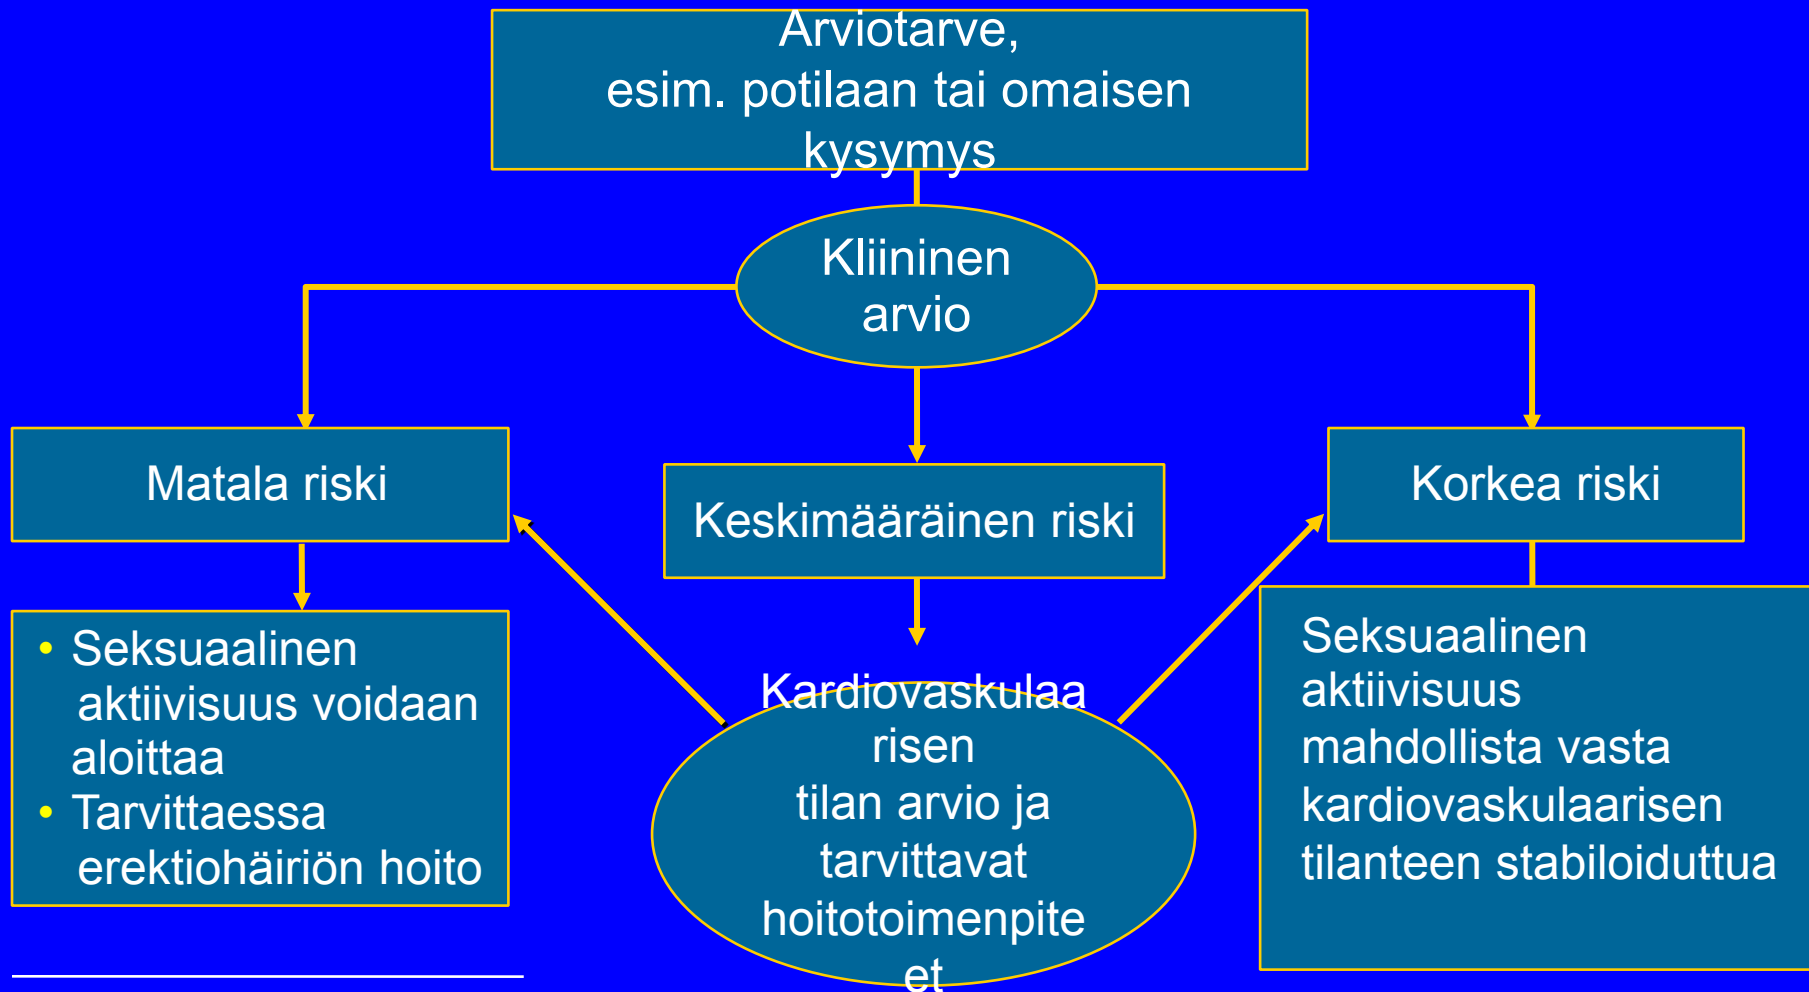 Arviotarve,
esim. potilaan tai omaisen
kysymys
Kliininen
arvio
Matala riski
Keskimääräinen riski
Korkea riski
• Seksuaalinen
aktiivisuus voidaan
aloittaa
• Tarvittaessa
erektiohäiriön hoito
Kardiovaskulaa
risen
tilan arvio ja
tarvittavat
hoitotoimenpite
et
Seksuaalinen
aktiivisuus
mahdollista vasta
kardiovaskulaarisen
tilanteen stabiloiduttua